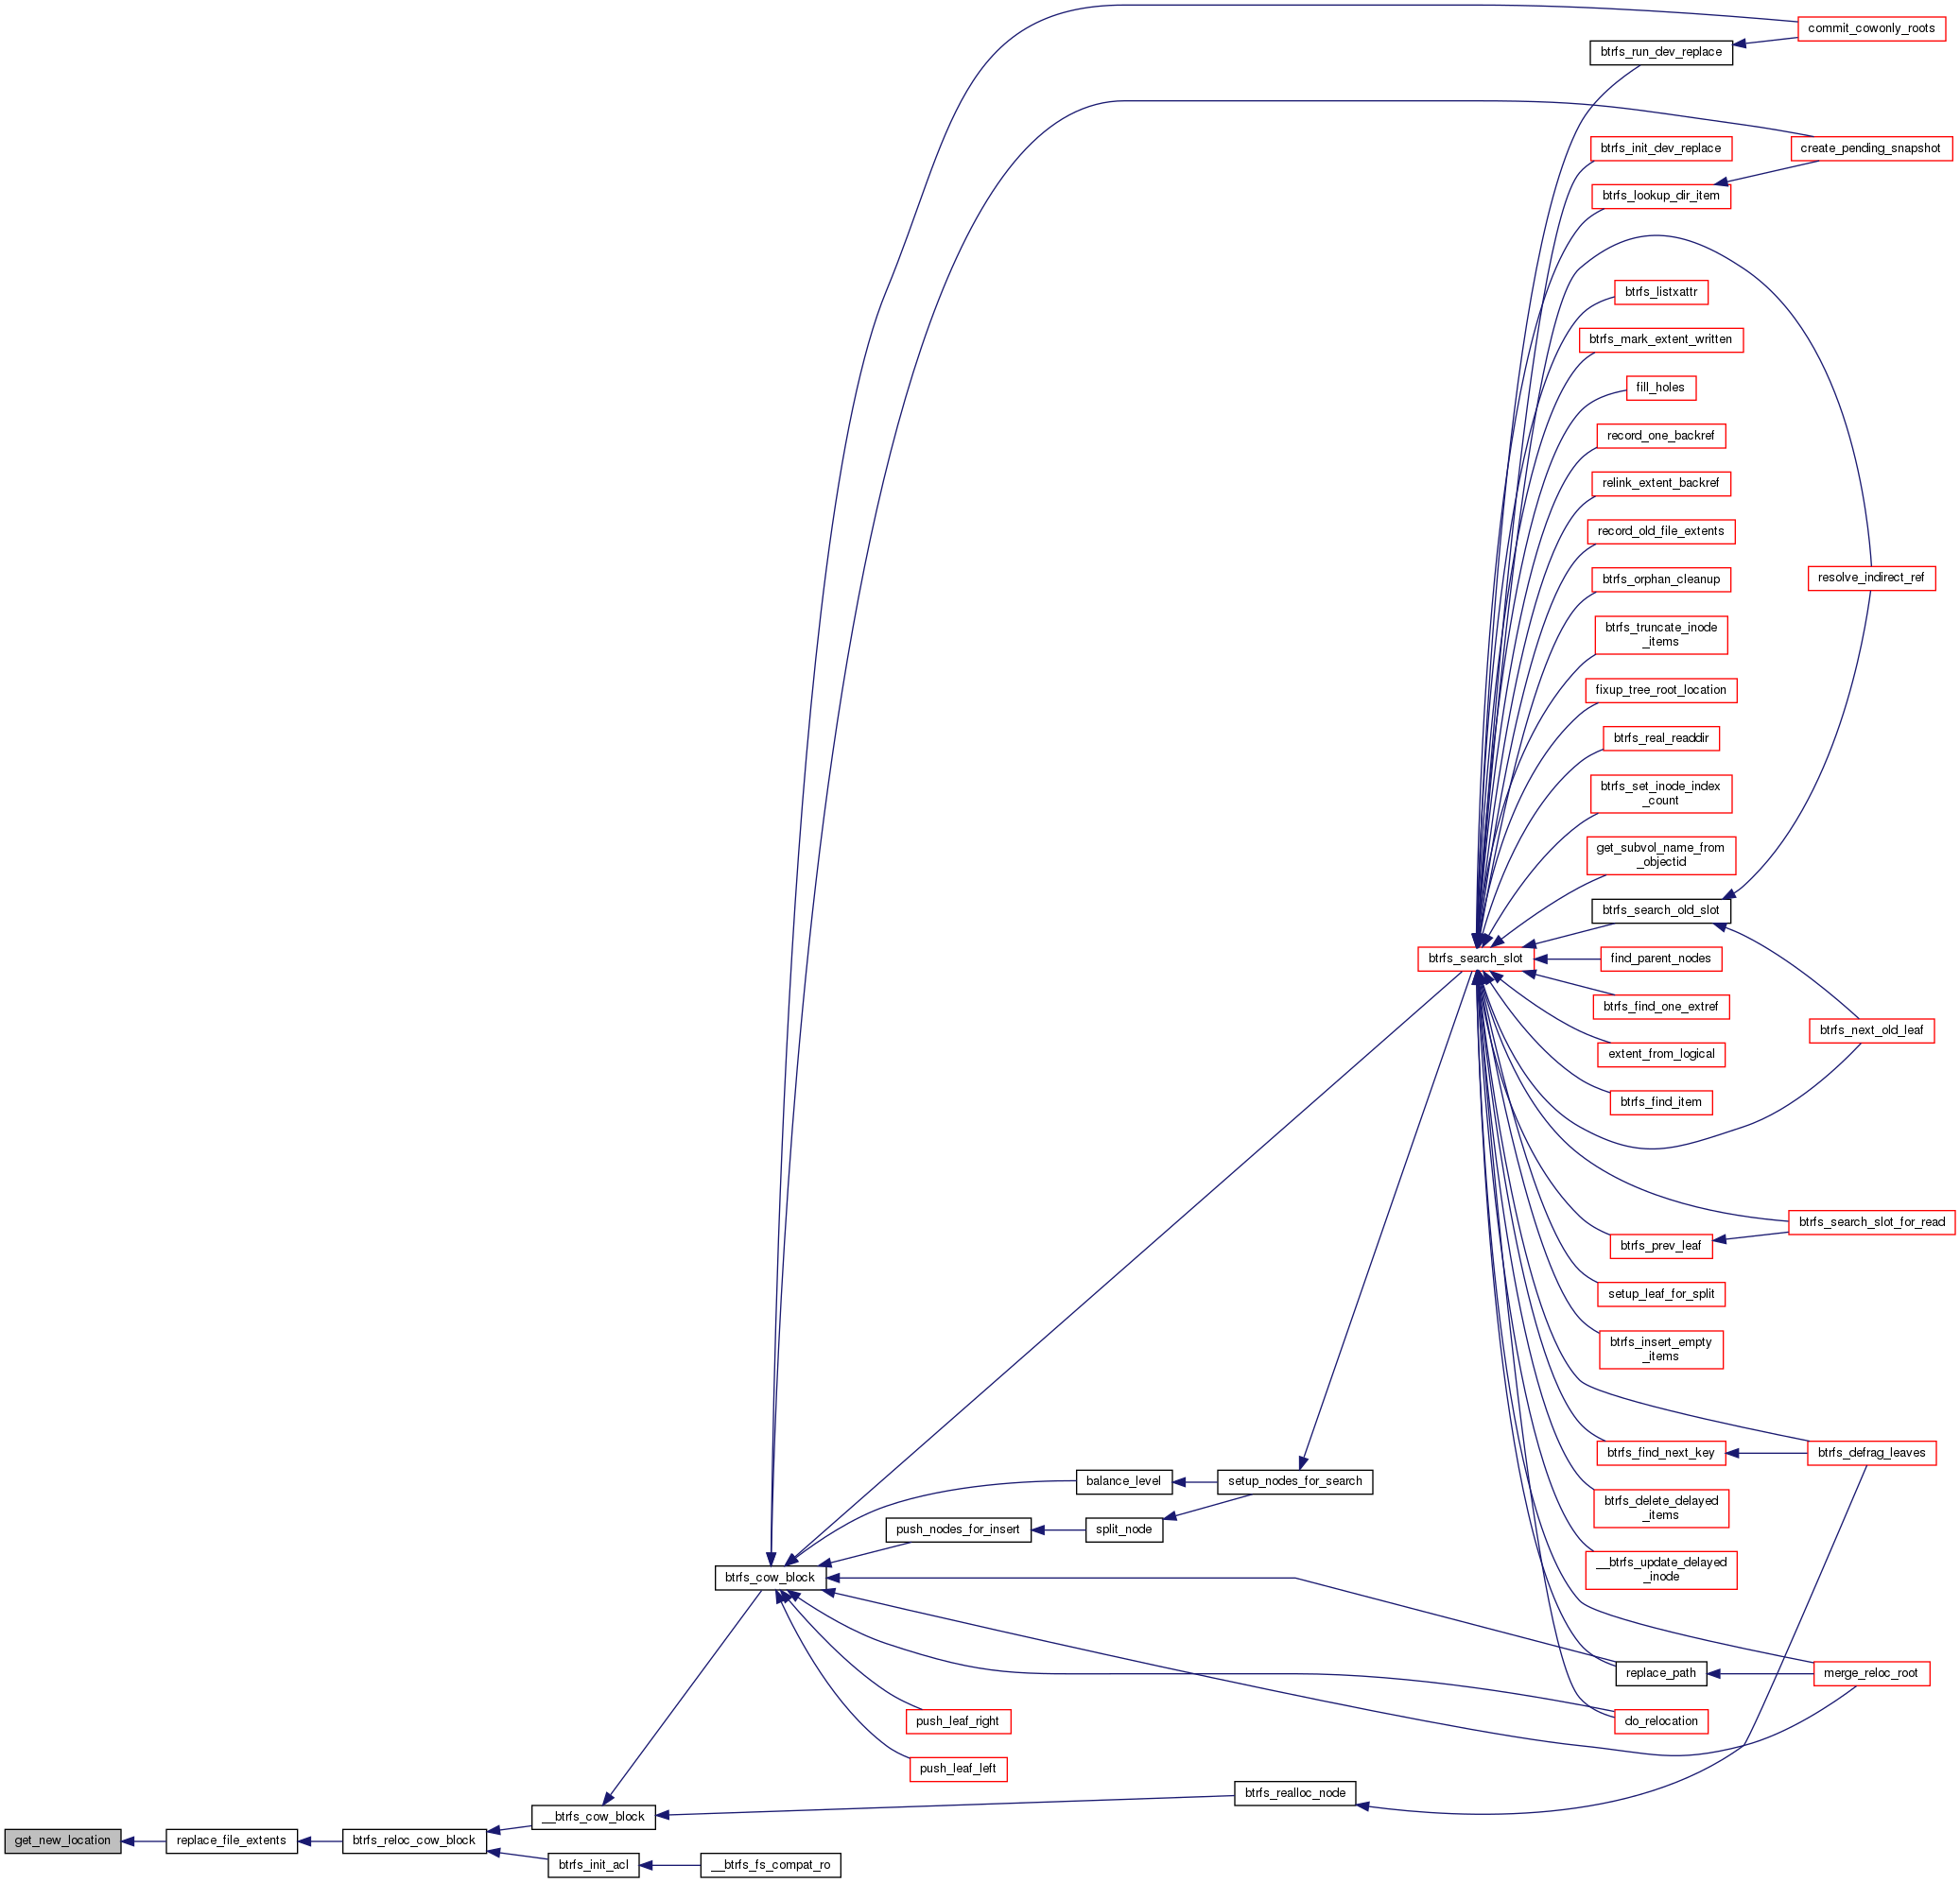 commit_cowonly_roots
btrfs_run_dev_replace
btrfs_init_dev_replace
create_pending_snapshot
btrfs_lookup_dir_item
btrfs_listxattr
btrfs_mark_extent_written
fill_holes
record_one_backref
relink_extent_backref
record_old_file_extents
btrfs_orphan_cleanup
resolve_indirect_ref
btrfs_truncate_inode
_items
fixup_tree_root_location
btrfs_real_readdir
btrfs_set_inode_index
_count
get_subvol_name_from
_objectid
btrfs_search_old_slot
btrfs_search_slot
find_parent_nodes
btrfs_find_one_extref
btrfs_next_old_leaf
extent_from_logical
btrfs_find_item
btrfs_search_slot_for_read
btrfs_prev_leaf
setup_leaf_for_split
btrfs_insert_empty
_items
btrfs_find_next_key
btrfs_defrag_leaves
balance_level
setup_nodes_for_search
btrfs_delete_delayed
_items
push_nodes_for_insert
split_node
__btrfs_update_delayed
_inode
btrfs_cow_block
replace_path
merge_reloc_root
push_leaf_right
do_relocation
push_leaf_left
btrfs_realloc_node
__btrfs_cow_block
get_new_location
replace_file_extents
btrfs_reloc_cow_block
btrfs_init_acl
__btrfs_fs_compat_ro